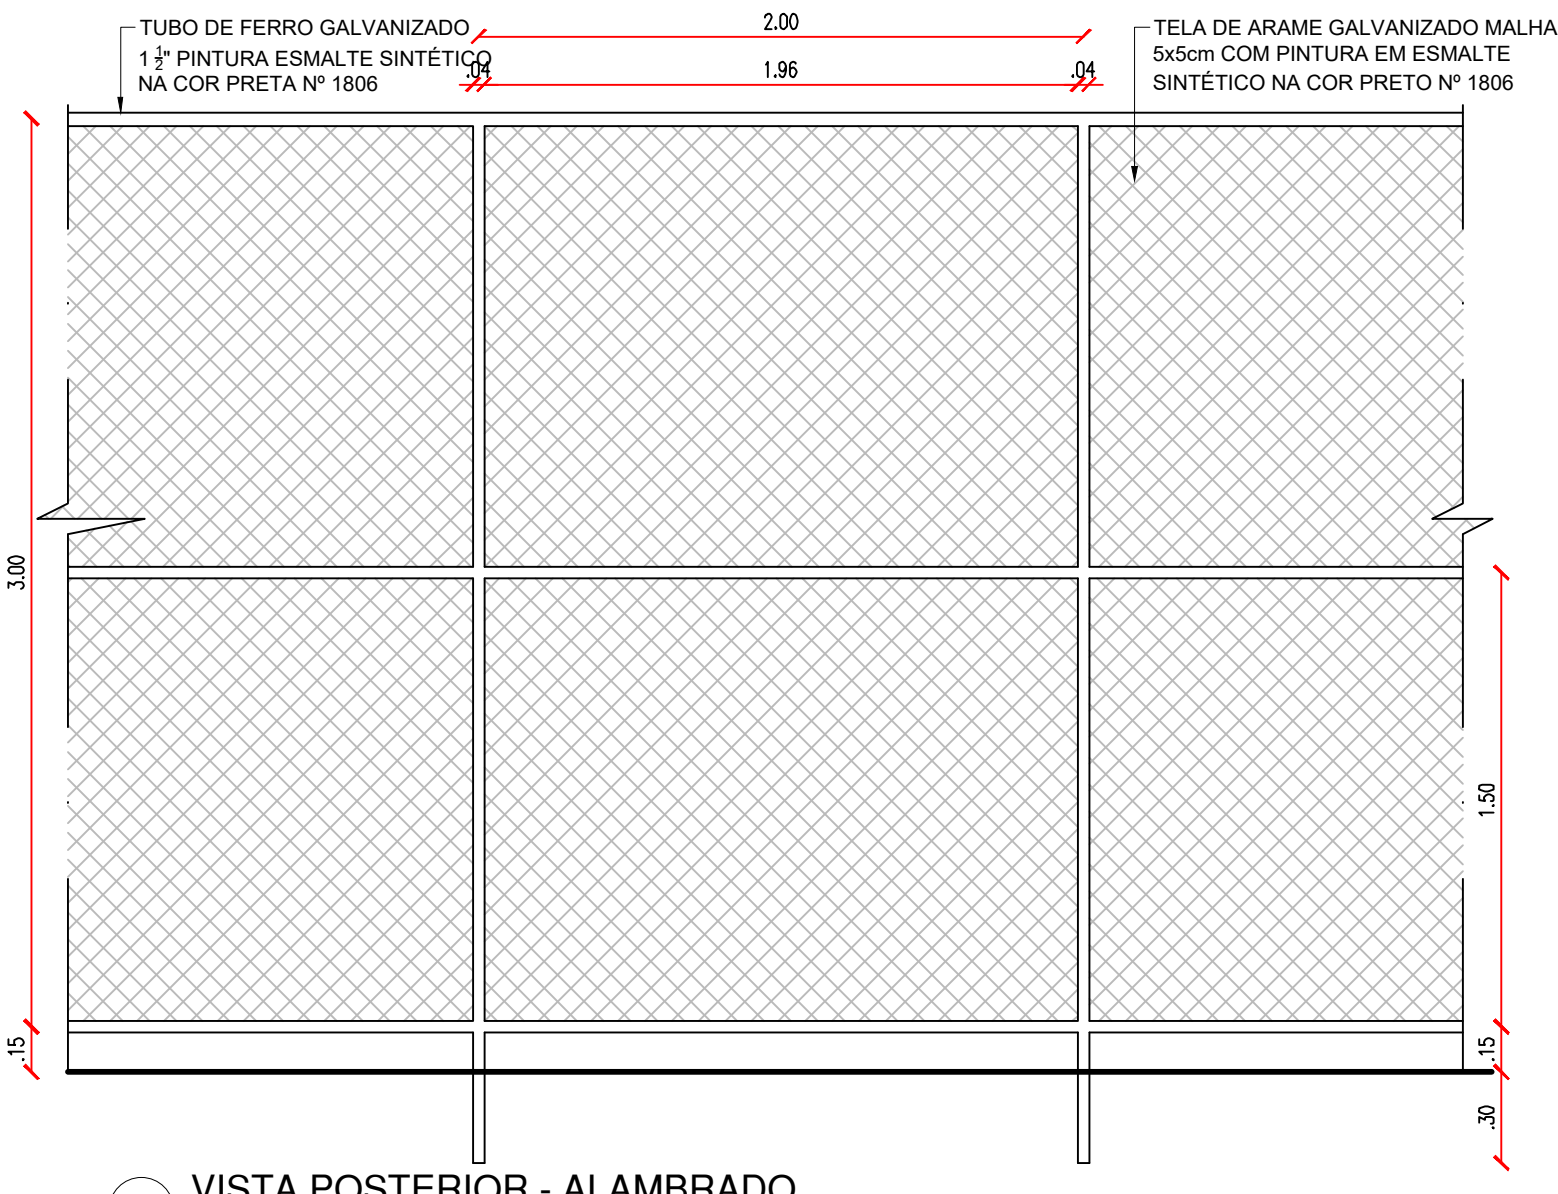 TUBO DE FERRO GALVANIZADO
1 1/2" PINTURA ESMALTE SINTÉTICO
NA COR PRETA Nº 1806
2.00
.04
1.96
.04
TELA DE ARAME GALVANIZADO MALHA
5x5cm COM PINTURA EM ESMALTE
SINTÉTICO NA COR PRETO Nº 1806
3.00
.15
1.50
.15
.30
VISTA POSTERIOR - ALAMBRADO